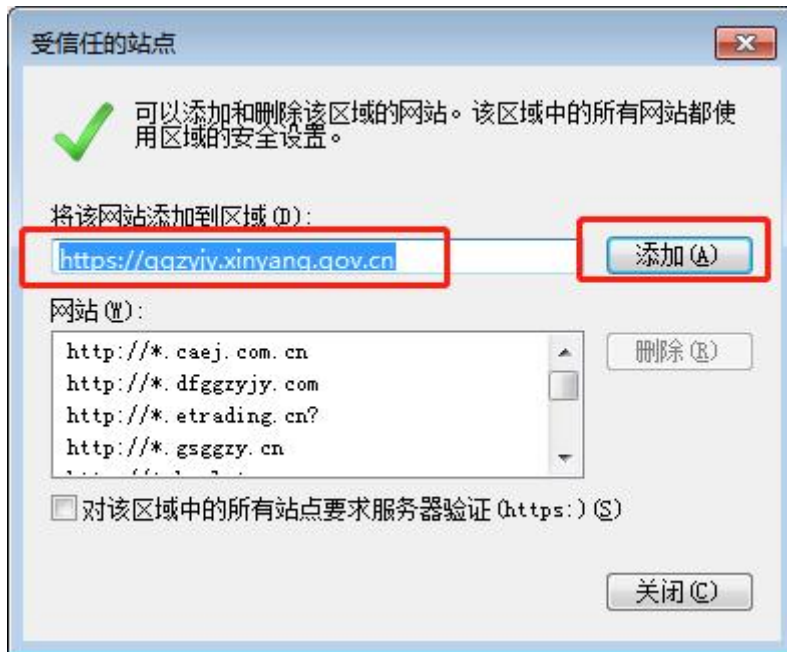 受信任的站点
可以添加和删除该区域的网站。该区域中的所有网站都使
用区域的安全设置。
将该网站添加到区域(D):
https://ggzyjy.xinyang.gov.cn
添加(A)
网站(W):
http://*.caej.com.cn
http://*.dfggzyjy.com
http://*.etrading.cn?
http://*.gsggzy.cn
删除(R)
对该区域中的所有站点要求服务器验证(https:)(S)
关闭(C)